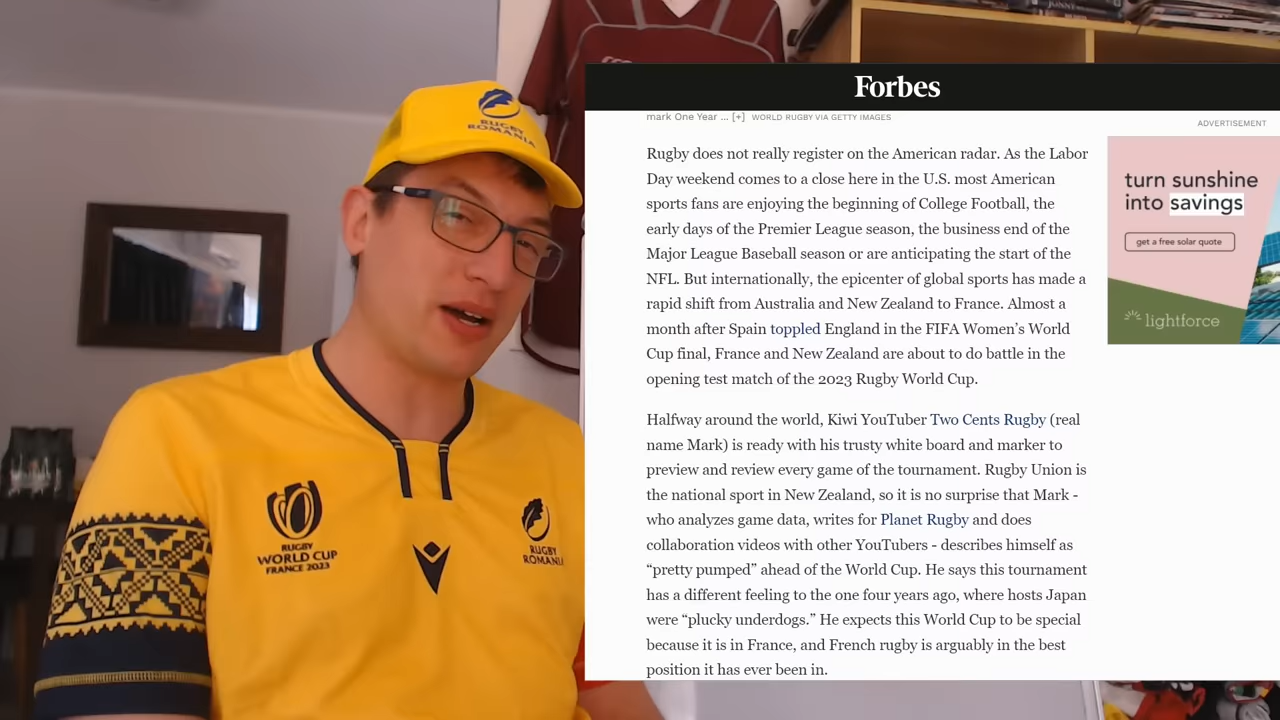 RUGBY
ROMANIA
RUGBY
WORLD CUP
FRANCE 2023
RUGBY
ROMANIA
Forbes
mark One Year ... [+] WORLD RUGBY VIA GETTY IMAGES
Rugby does not really register on the American radar. As the Labor
Day weekend comes to a close here in the U.S. most American
sports fans are enjoying the beginning of College Football, the
early days of the Premier League season, the business end of the
Major League Baseball season or are anticipating the start of the
NFL. But internationally, the epicenter of global sports has made a
rapid shift from Australia and New Zealand to France. Almost a
month after Spain toppled England in the FIFA Women’s World
Cup final, France and New Zealand are about to do battle in the
opening test match of the 2023 Rugby World Cup.
Halfway around the world, Kiwi YouTuber Two Cents Rugby (real
name Mark) is ready with his trusty white board and marker to
preview and review every game of the tournament. Rugby Union is
the national sport in New Zealand, so it is no surprise that Mark -
who analyzes game data, writes for Planet Rugby and does
collaboration videos with other YouTubers - describes himself as
“pretty pumped” ahead of the World Cup. He says this tournament
has a different feeling to the one four years ago, where hosts Japan
were “plucky underdogs.” He expects this World Cup to be special
because it is in France, and French rugby is arguably in the best
position it has ever been in.
ADVERTISEMENT
turn sunshine
into savings
get a free solar quote
lightforce